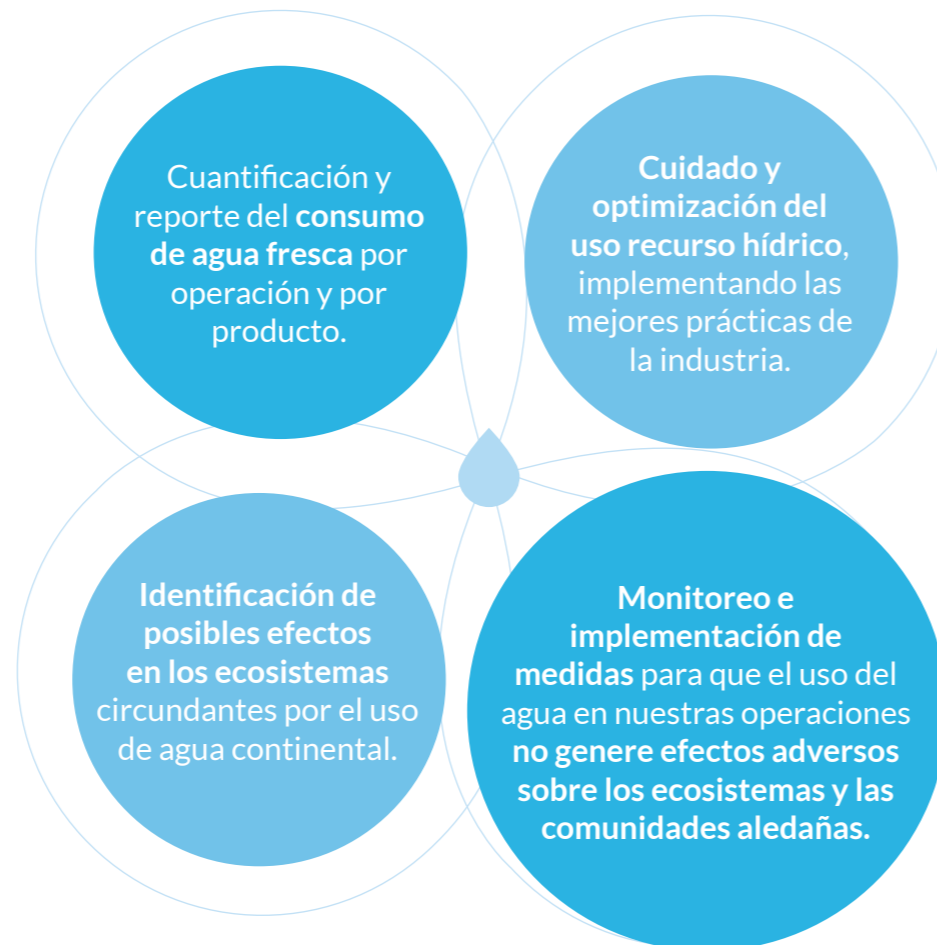 Cuantificación y
reporte del consumo
de agua fresca por
operación y por
producto.
Cuidado y
optimización del
uso recurso hídrico,
implementando las
mejores prácticas de
la industria.
Identificación de
posibles efectos
en los ecosistemas
circundantes por el uso
de agua continental.
Monitoreo e
implementación de
medidas para que el uso del
agua en nuestras operaciones
no genere efectos adversos
sobre los ecosistemas y las
comunidades aledañas.